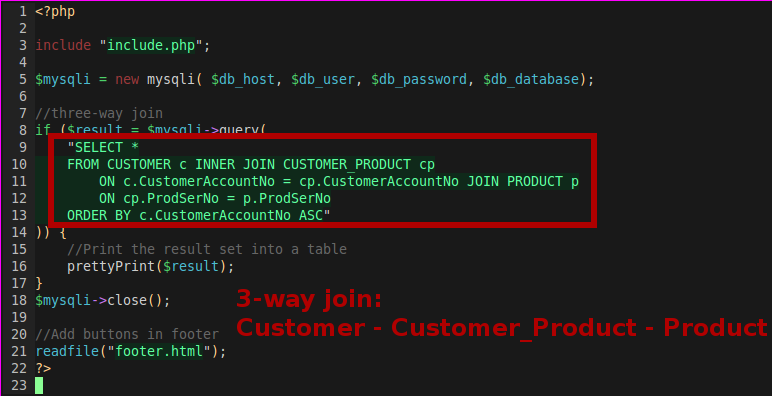 1 <?php
2
3 include "include.php";
4
5 $mysqli = new mysqli( $db_host, $db_user, $db_password, $db_database);
6
7 //three-way join
8 if ($result = $mysqli->query(
9 "SELECT *
10 FROM CUSTOMER c INNER JOIN CUSTOMER_PRODUCT cp
11 ON c.CustomerAccountNo = cp.CustomerAccountNo JOIN PRODUCT p
12 ON cp.ProdSerNo = p.ProdSerNo
13 ORDER BY c.CustomerAccountNo ASC"
14 )) {
15 //Print the result set into a table
16 prettyPrint($result);
17 }
18 $mysqli->close();
19
20 //Add buttons in footer
21 readfile("footer.html");
22 ?>
23
3-way join:
Customer - Customer_Product - Product